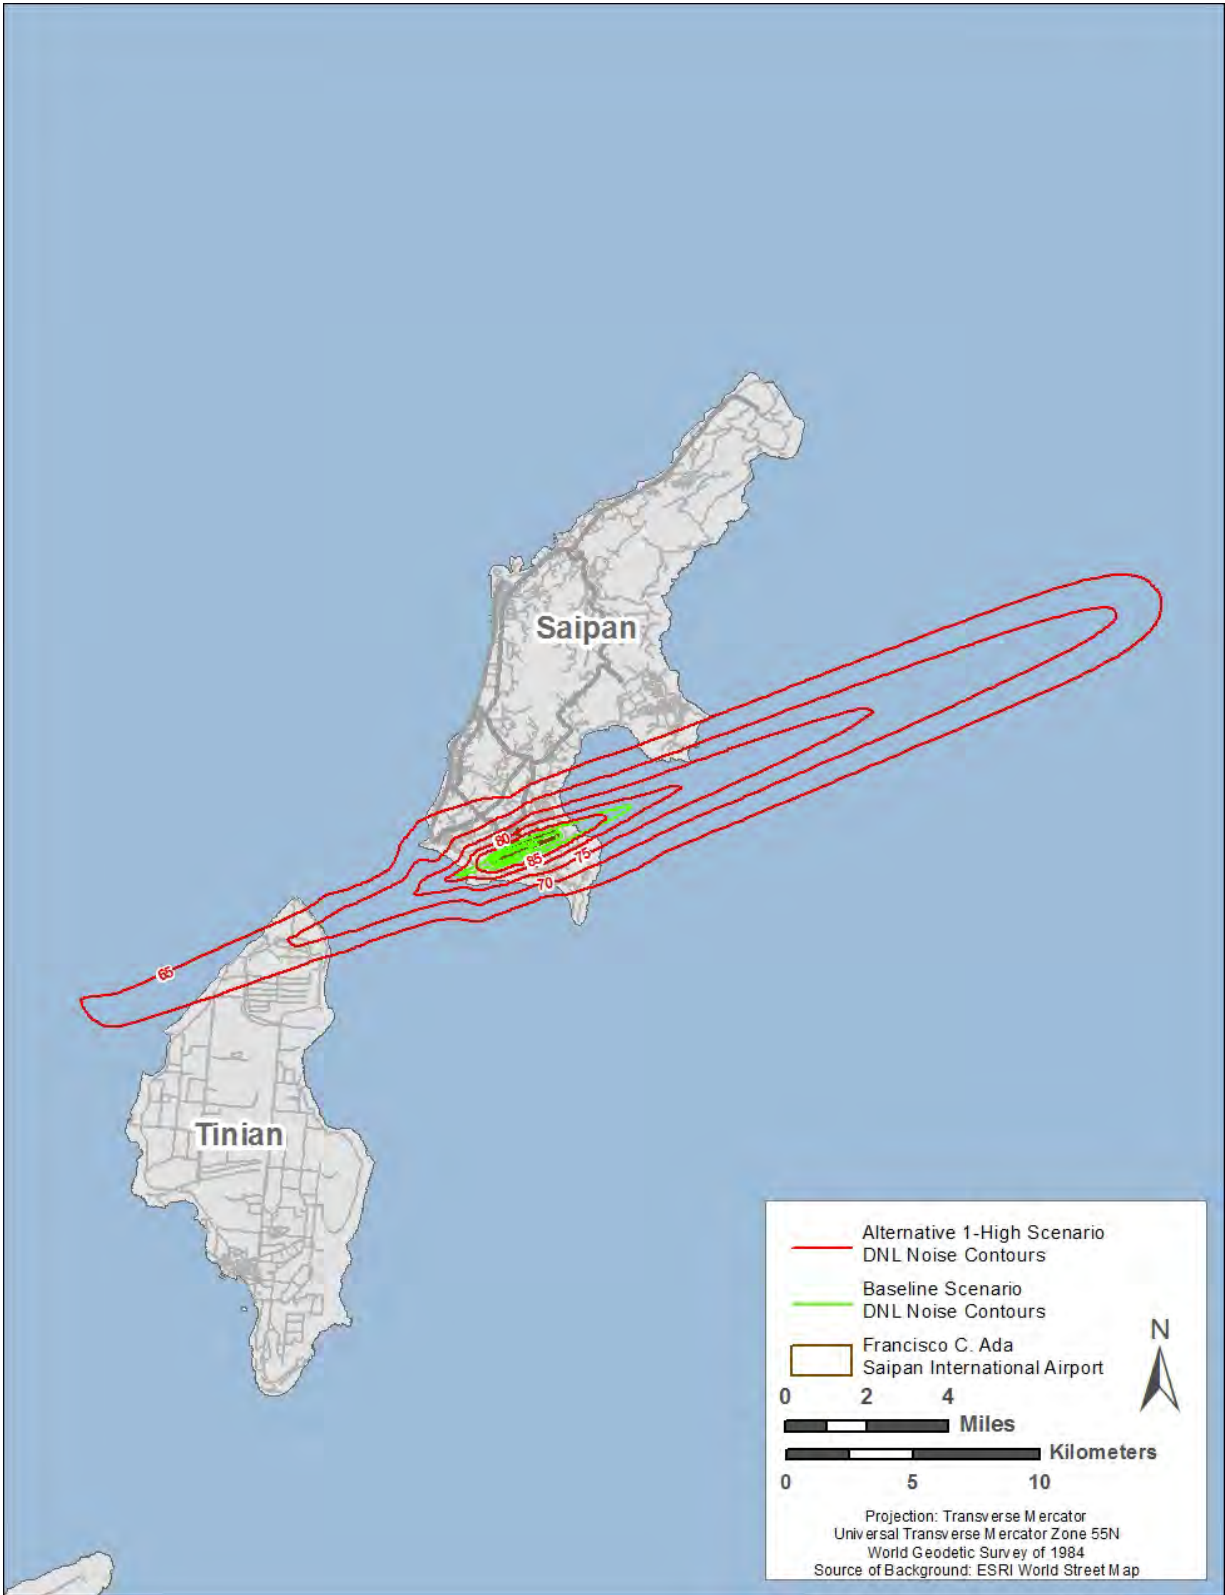 Saipan
80
85
75
70
65
Tinian
Alternative 1-High Scenario
DNL Noise Contours
Baseline Scenario
DNL Noise Contours
Francisco C. Ada
Saipan International Airport
N
0 2 4
Miles
Kilometers
0 5 10
Projection: Transverse Mercator
Universal Transverse Mercator Zone 55N
World Geodetic Survey of 1984
Source of Background: ESRI World Street Map